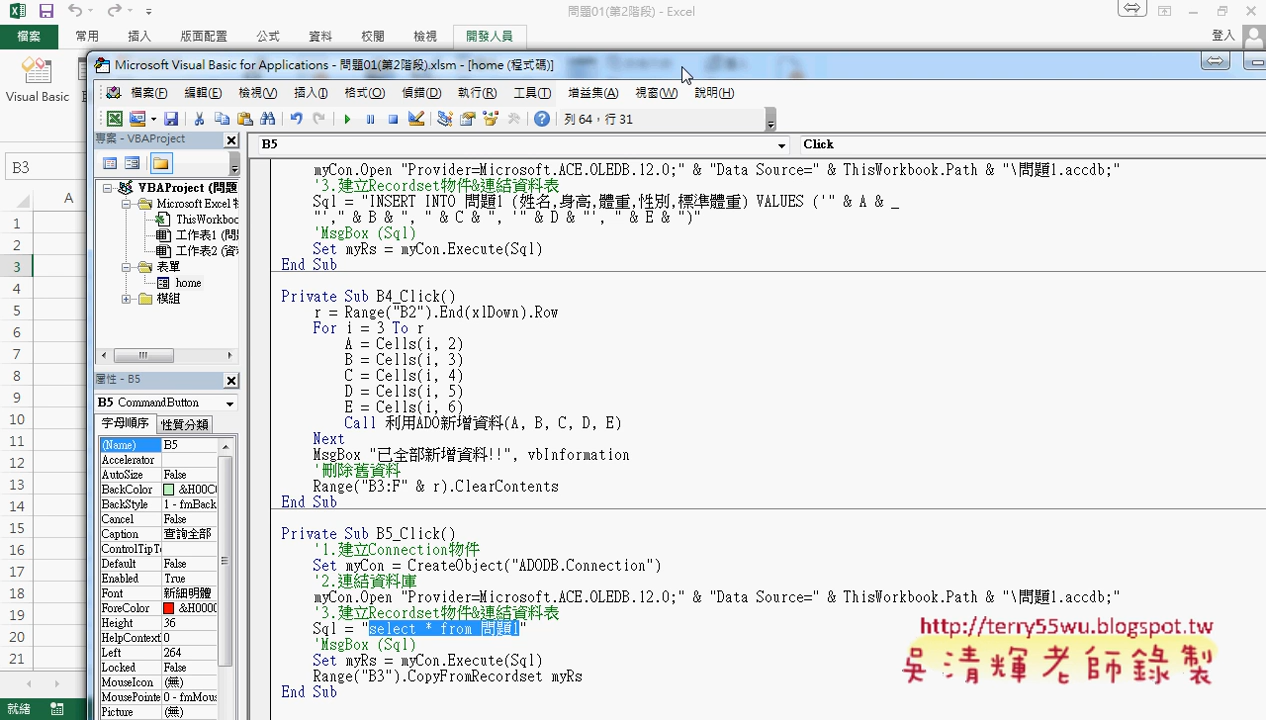 問題01(第2階段) - Excel
檔案 常用 插入 版面配置 公式 資料 校閱 檢視 開發人員 登入
Visual Basic
Microsoft Visual Basic for Applications - 問題01(第2階段).xlsm - [home (程式碼)]
檔案(F) 編輯(E) 檢視(V) 插入(I) 格式(O) 偵錯(D) 執行(R) 工具(T) 增益集(A) 視窗(W) 說明(H)
列 64，行 31
專案 - VBAProject
B5 Click
B3
A
1
2
3
4
5
6
7
8
9
10
11
12
13
14
15
16
17
18
19
20
21
就緒
VBAProject (問題
Microsoft Excel
ThisWorkboo
工作表1 (問
工作表2 (資
表單
home
模組
屬性 - B5
B5 CommandButton
字母順序 性質分類
(Name) B5
Accelerator
AutoSize False
BackColor &H00C
BackStyle 1 - fmBack
Cancel False
Caption 查詢全部
ControlTipT
Default False
Enabled True
Font 新細明體
ForeColor &H000
Height 36
HelpContext 0
Left 264
Locked False
MouseIcon (無)
MousePointe 0 - fmMous
Picture (無)
myCon.Open "Provider=Microsoft.ACE.OLEDB.12.0;" & "Data Source=" & ThisWorkbook.Path & "\問題1.accdb;"
'3.建立Recordset物件&連結資料表
Sql = "INSERT INTO 問題1 (姓名,身高,體重,性別,標準體重) VALUES ('" & A & _
"'," & B & ", " & C & ", '" & D & "', " & E & ")"
'MsgBox (Sql)
Set myRs = myCon.Execute(Sql)
End Sub
Private Sub B4_Click()
r = Range("B2").End(xlDown).Row
For i = 3 To r
A = Cells(i, 2)
B = Cells(i, 3)
C = Cells(i, 4)
D = Cells(i, 5)
E = Cells(i, 6)
Call 利用ADO新增資料(A, B, C, D, E)
Next
MsgBox "已全部新增資料!!", vbInformation
'刪除舊資料
Range("B3:F" & r).ClearContents
End Sub
Private Sub B5_Click()
'1.建立Connection物件
Set myCon = CreateObject("ADODB.Connection")
'2.連結資料庫
myCon.Open "Provider=Microsoft.ACE.OLEDB.12.0;" & "Data Source=" & ThisWorkbook.Path & "\問題1.accdb;"
'3.建立Recordset物件&連結資料表
Sql = "select * from 問題1"
'MsgBox (Sql)
Set myRs = myCon.Execute(Sql)
Range("B3").CopyFromRecordset myRs
End Sub
http://terry55wu.blogspot.tw
吳清輝老師錄製